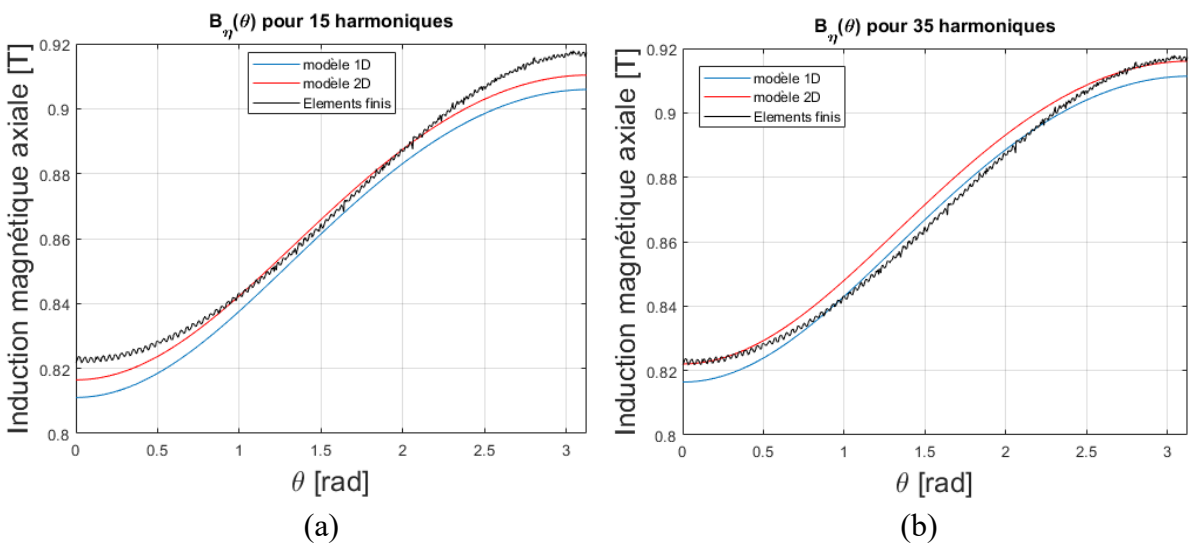 B_η(θ) pour 15 harmoniques
Induction magnétique axiale [T]
0.92
0.9
0.88
0.86
0.84
0.82
0.8
modèle 1D
modèle 2D
Elements finis
0 0.5 1 1.5 2 2.5 3
θ [rad]
(a)
B_η(θ) pour 35 harmoniques
Induction magnétique axiale [T]
0.92
0.9
0.88
0.86
0.84
0.82
0.8
modèle 1D
modèle 2D
Elements finis
0 0.5 1 1.5 2 2.5 3
θ [rad]
(b)